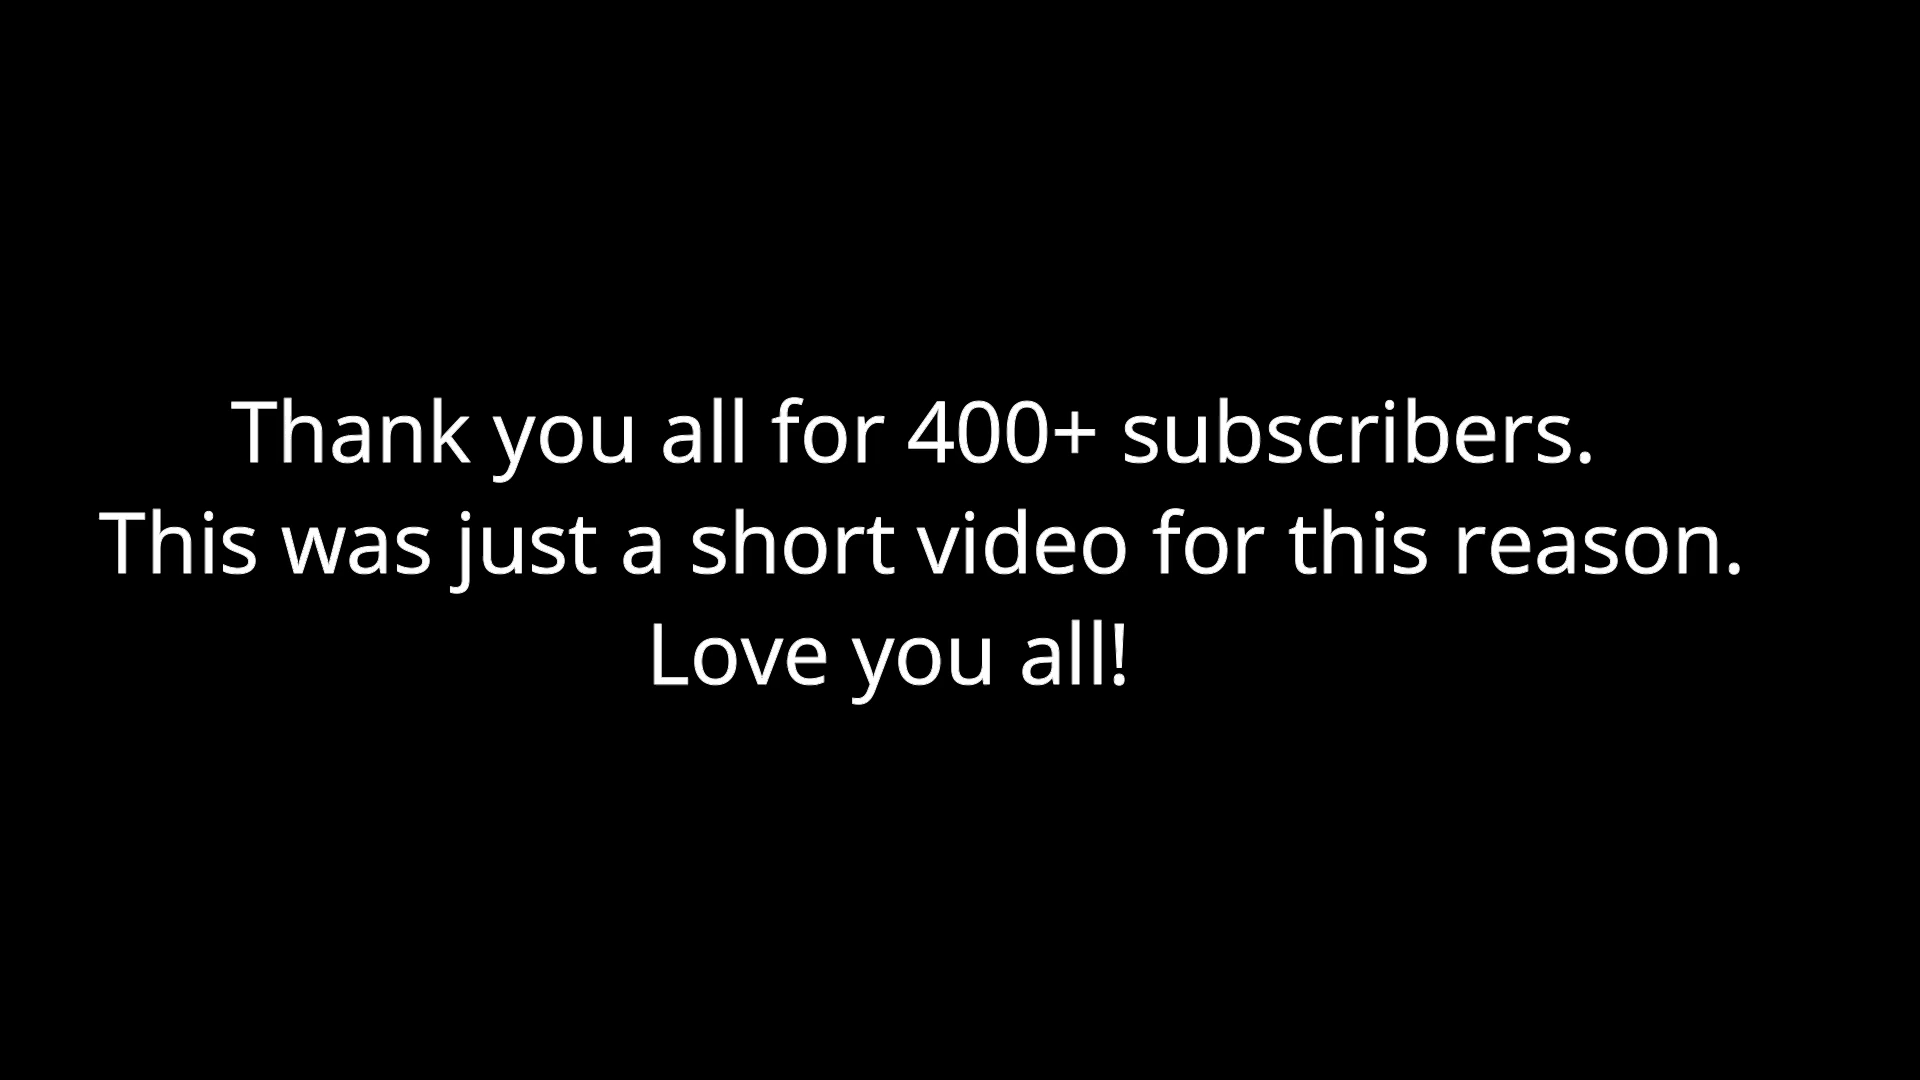 Thank you all for 400+ subscribers.
This was just a short video for this reason.
Love you all!